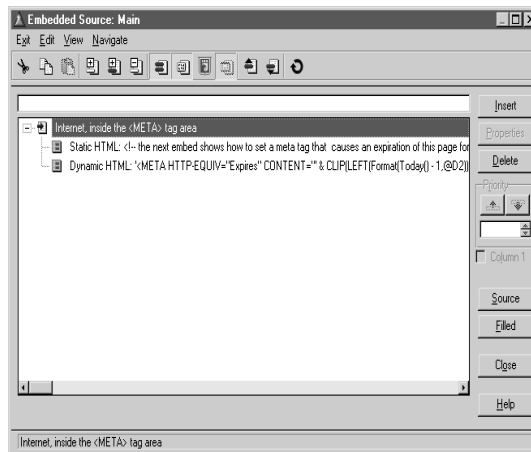 Embedded Source: Main
Exit Edit View Navigate
Insert
Internet, inside the <META> tag area
Properties
Static HTML: <!-- the next embed shows how to set a meta tag that causes an expiration of this page for
Dynamic HTML: '<META HTTP-EQUIV="Expires" CONTENT="' & CLIP(LEFT(Format(Today() - 1,@D2))
Delete
Priority
Column 1
Source
Filled
Close
Help
Internet, inside the <META> tag area